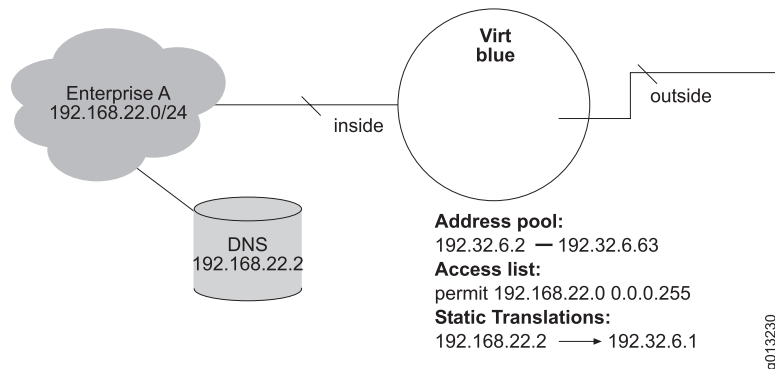 Virt
blue
Enterprise A
192.168.22.0/24
inside
outside
DNS
192.168.22.2
Address pool:
192.32.6.2 — 192.32.6.63
Access list:
permit 192.168.22.0 0.0.0.255
Static Translations:
192.168.22.2 → 192.32.6.1
g013230